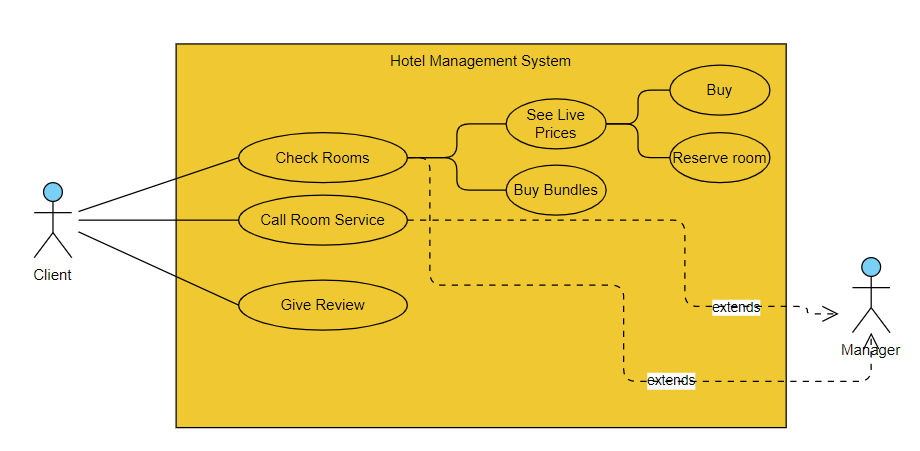 Hotel Management System
Buy
See Live
Prices
Check Rooms
Reserve room
Buy Bundles
Call Room Service
Client
Give Review
extends
Manager
extends